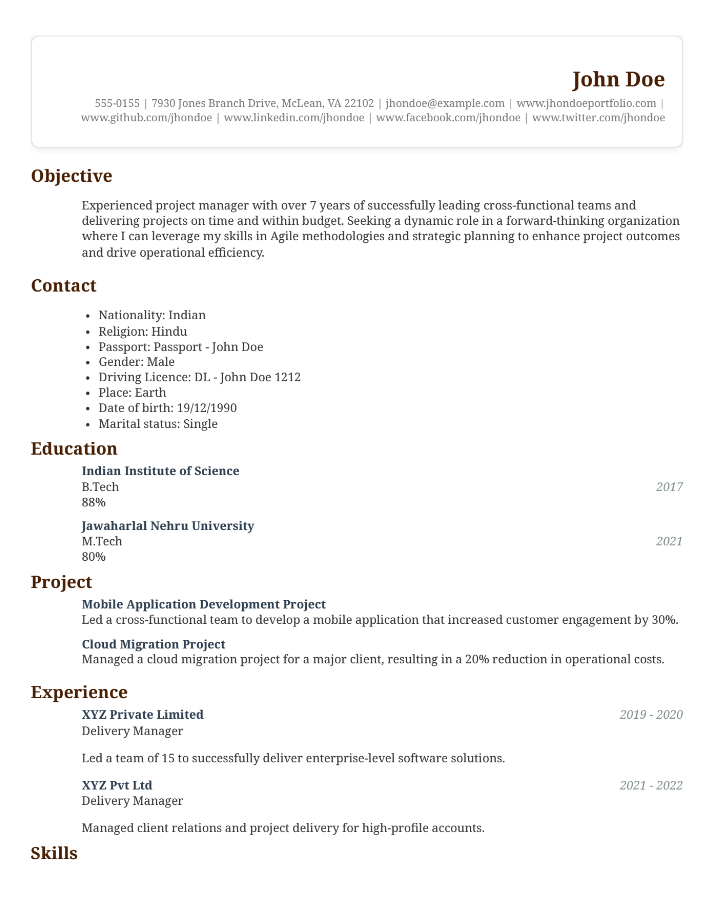 John Doe
555-0155 | 7930 Jones Branch Drive, McLean, VA 22102 | jhondoe@example.com | www.jhondoeportfolio.com |
www.github.com/jhondoe | www.linkedin.com/jhondoe | www.facebook.com/jhondoe | www.twitter.com/jhondoe
Objective
Experienced project manager with over 7 years of successfully leading cross-functional teams and
delivering projects on time and within budget. Seeking a dynamic role in a forward-thinking organization
where I can leverage my skills in Agile methodologies and strategic planning to enhance project outcomes
and drive operational efficiency.
Contact
• Nationality: Indian
• Religion: Hindu
• Passport: Passport - John Doe
• Gender: Male
• Driving Licence: DL - John Doe 1212
• Place: Earth
• Date of birth: 19/12/1990
• Marital status: Single
Education
Indian Institute of Science
B.Tech 2017
88%
Jawaharlal Nehru University
M.Tech 2021
80%
Project
Mobile Application Development Project
Led a cross-functional team to develop a mobile application that increased customer engagement by 30%.
Cloud Migration Project
Managed a cloud migration project for a major client, resulting in a 20% reduction in operational costs.
Experience
XYZ Private Limited 2019 - 2020
Delivery Manager
Led a team of 15 to successfully deliver enterprise-level software solutions.
XYZ Pvt Ltd 2021 - 2022
Delivery Manager
Managed client relations and project delivery for high-profile accounts.
Skills